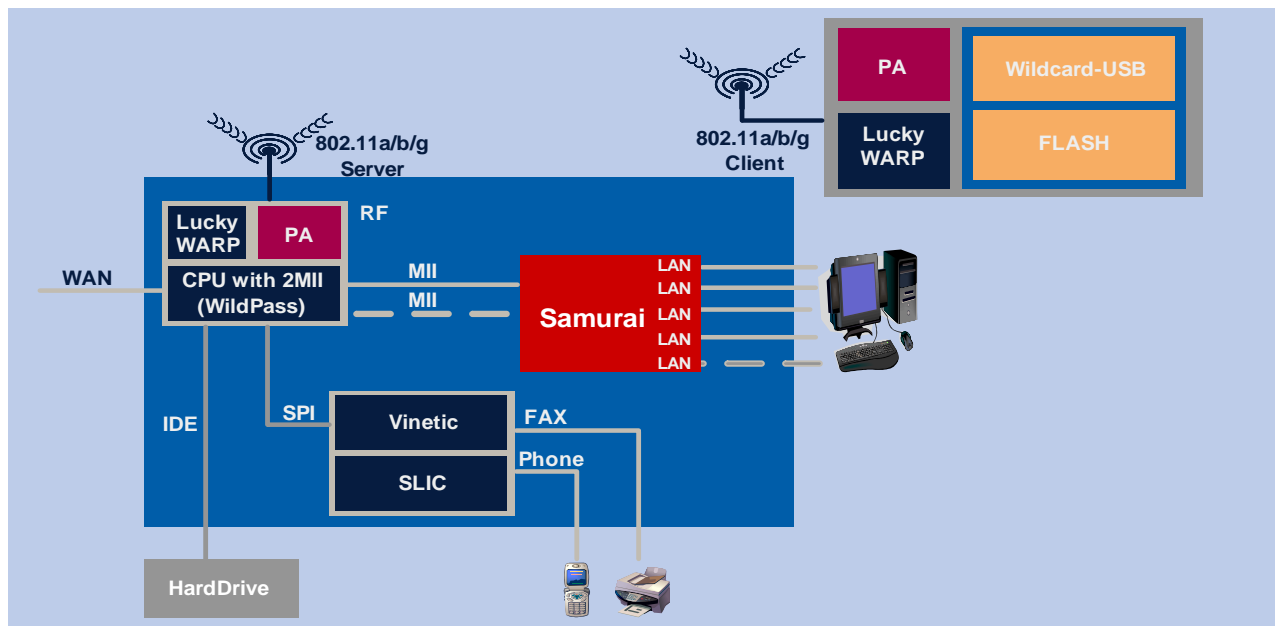 PA
Wildcard-USB
Lucky
WARP
FLASH
802.11a/b/g
Client
802.11a/b/g
Server
RF
Lucky
WARP
PA
WAN
CPU with 2MII
(WildPass)
MII
MII
Samurai
LAN
LAN
LAN
LAN
LAN
IDE
SPI
Vinetic
SLIC
FAX
Phone
HardDrive